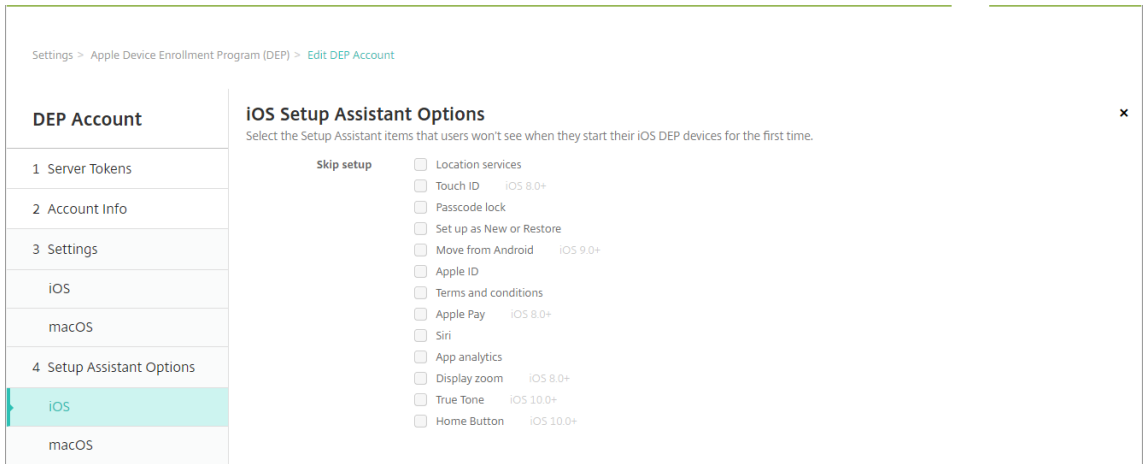 Settings > Apple Device Enrollment Program (DEP) > Edit DEP Account
DEP Account
1 Server Tokens
2 Account Info
3 Settings
iOS
macOS
4 Setup Assistant Options
iOS
macOS
iOS Setup Assistant Options
×
Select the Setup Assistant items that users won't see when they start their iOS DEP devices for the first time.
Skip setup
Location services
Touch ID iOS 8.0+
Passcode lock
Set up as New or Restore
Move from Android iOS 9.0+
Apple ID
Terms and conditions
Apple Pay iOS 8.0+
Siri
App analytics
Display zoom iOS 8.0+
True Tone iOS 10.0+
Home Button iOS 10.0+